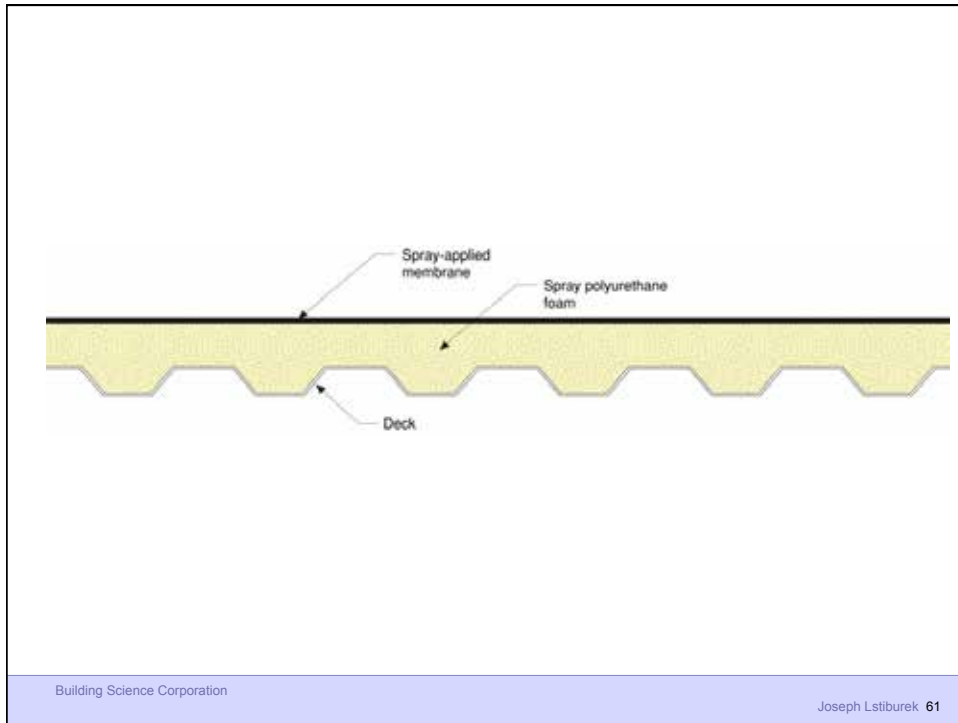 Spray-applied
membrane
Spray polyurethane
foam
Deck
Building Science Corporation
Joseph Lstiburek 61